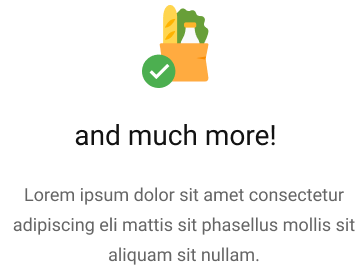 and much more!
Lorem ipsum dolor sit amet consectetur
adipiscing eli mattis sit phasellus mollis sit
aliquam sit nullam.